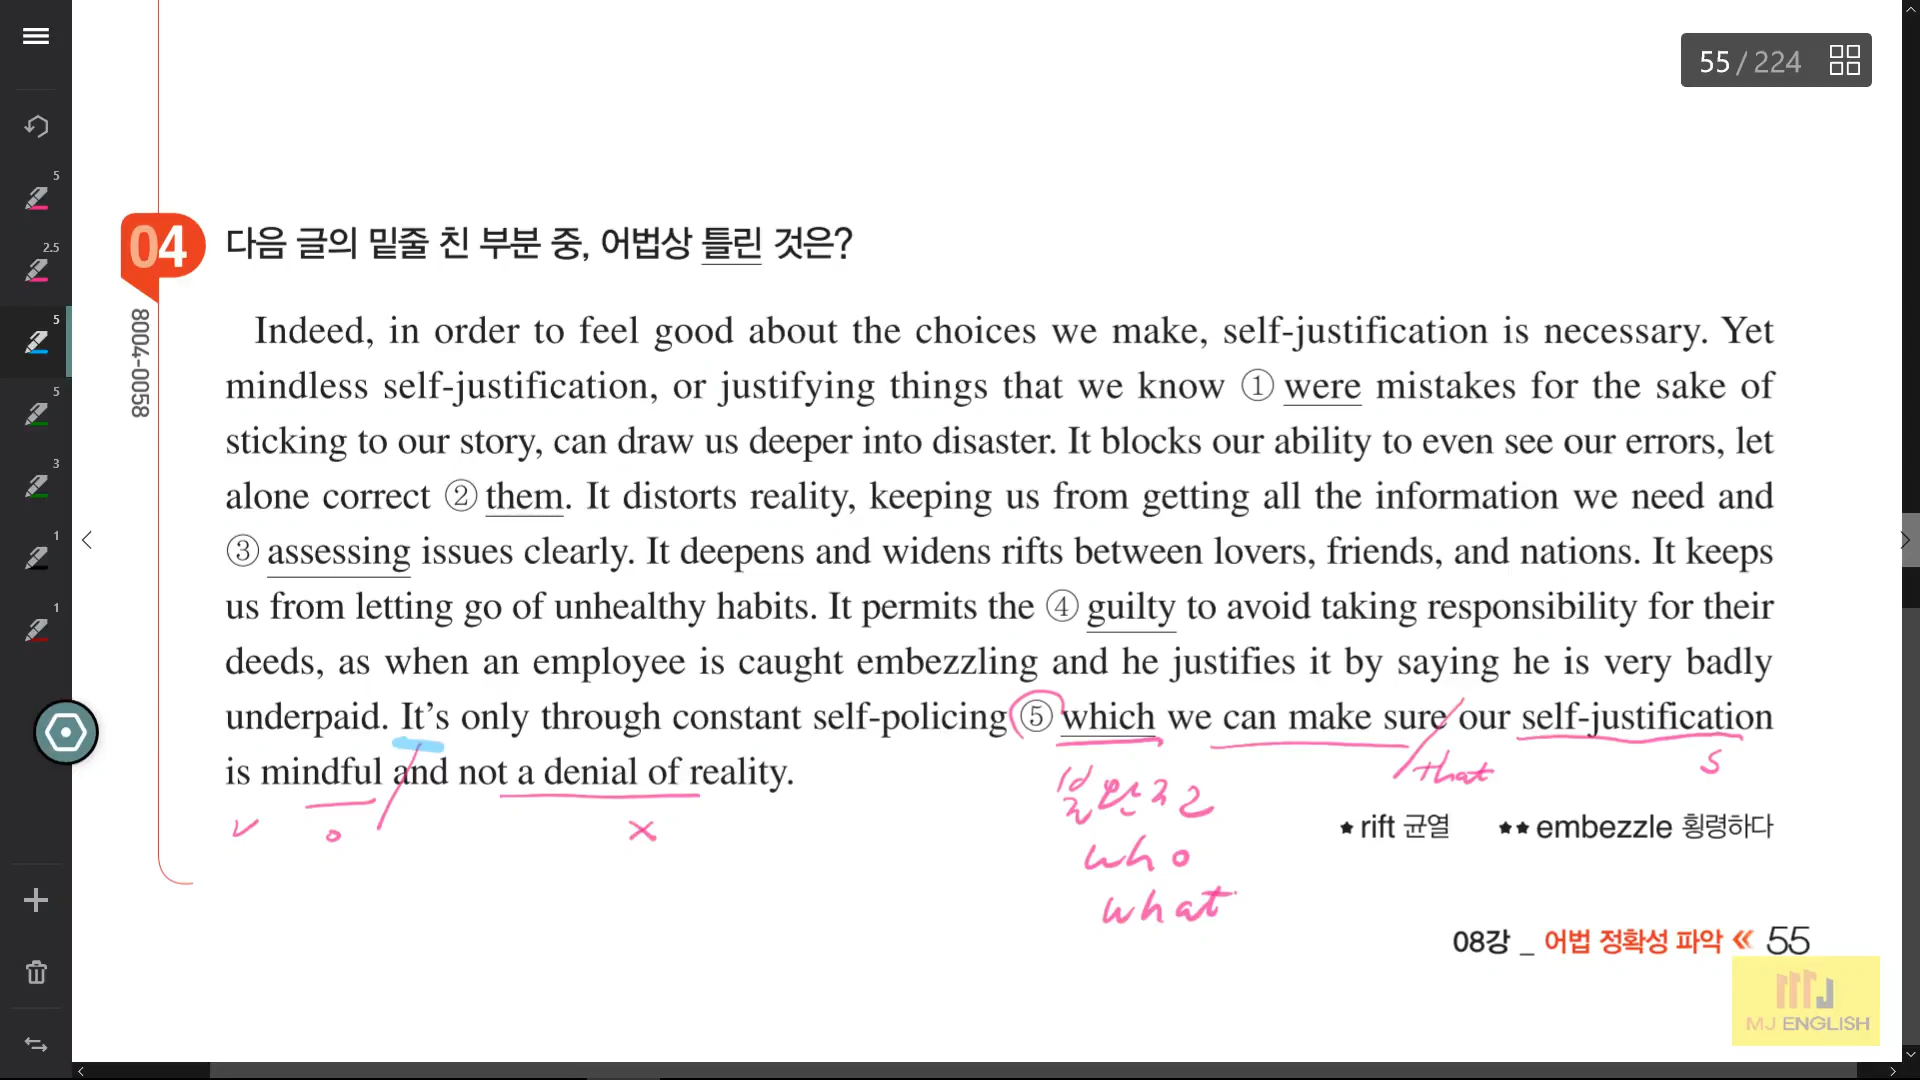 55 / 224
5
2.5
5
5
3
1
1
04
8004-0058
다음 글의 밑줄 친 부분 중, 어법상 틀린 것은?
Indeed, in order to feel good about the choices we make, self-justification is necessary. Yet
mindless self-justification, or justifying things that we know ① were mistakes for the sake of
sticking to our story, can draw us deeper into disaster. It blocks our ability to even see our errors, let
alone correct ② them. It distorts reality, keeping us from getting all the information we need and
③ assessing issues clearly. It deepens and widens rifts between lovers, friends, and nations. It keeps
us from letting go of unhealthy habits. It permits the ④ guilty to avoid taking responsibility for their
deeds, as when an employee is caught embezzling and he justifies it by saying he is very badly
underpaid. It's only through constant self-policing ⑤ which we can make sure our self-justification
is mindful and not a denial of reality.
that
S
V
o
x
who
what
★ rift 균열 ★★ embezzle 횡령하다
08강 _ 어법 정확성 파악 « 55
MJ ENGLISH